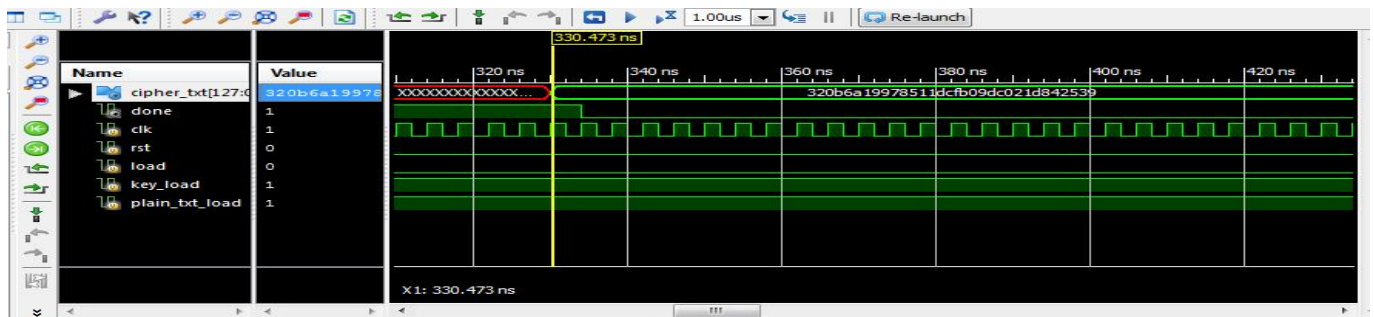 1.00us Re-launch
330.473 ns
Name Value 320 ns 340 ns 360 ns 380 ns 400 ns 420 ns
cipher_txt[127:0 320b6a19978 XXXXXXXXXXXXXX... 320b6a19978511dcfb09dc021d842539
done 1
clk 1
rst 0
load 0
key_load 1
plain_txt_load 1
X1: 330.473 ns